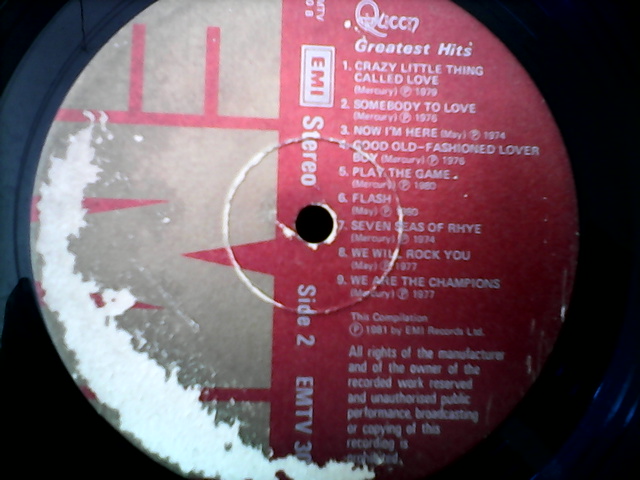 Queen
Greatest Hits
1. CRAZY LITTLE THING
CALLED LOVE
(Mercury) Ⓟ 1979
2. SOMEBODY TO LOVE
(Mercury) Ⓟ 1976
3. NOW I'M HERE (May) Ⓟ 1974
4. GOOD OLD-FASHIONED LOVER
BOY (Mercury) Ⓟ 1976
5. PLAY THE GAME
(Mercury) Ⓟ 1980
6. FLASH
(May) Ⓟ 1980
7. SEVEN SEAS OF RHYE
(Mercury) Ⓟ 1974
8. WE WILL ROCK YOU
(May) Ⓟ 1977
9. WE ARE THE CHAMPIONS
(Mercury) Ⓟ 1977
This Compilation
Ⓟ 1981 by EMI Records Ltd.
All rights of the manufacturer
and of the owner of the
recorded work reserved
and unauthorised public
performance, broadcasting
or copying of this
recording is
prohibited.
EMI Stereo Side 2 EMTV 30